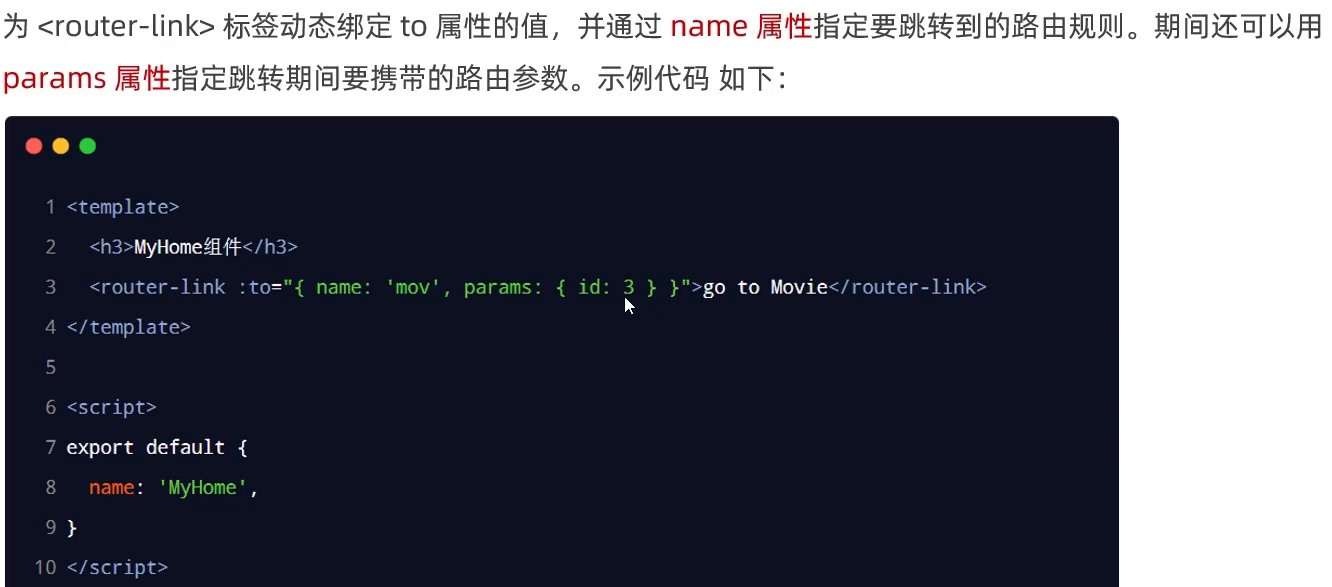 为 <router-link> 标签动态绑定 to 属性的值，并通过 name 属性指定要跳转到的路由规则。期间还可以用
params 属性指定跳转期间要携带的路由参数。示例代码 如下：
1 <template>
2   <h3>MyHome组件</h3>
3   <router-link :to="{ name: 'mov', params: { id: 3 } }">go to Movie</router-link>
4 </template>
5
6 <script>
7 export default {
8   name: 'MyHome',
9 }
10 </script>